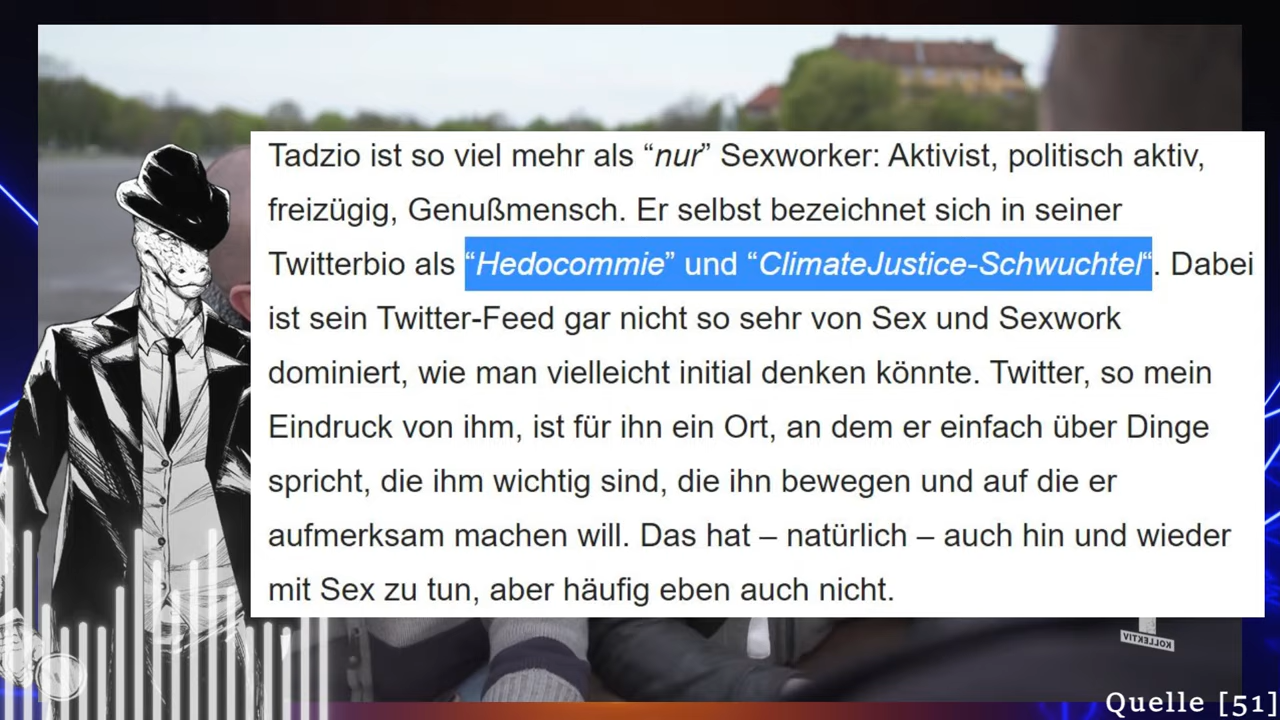 Tadzio ist so viel mehr als “nur” Sexworker: Aktivist, politisch aktiv,
freizügig, Genußmensch. Er selbst bezeichnet sich in seiner
Twitterbio als “Hedocommie” und “ClimateJustice-Schwuchtel“. Dabei
ist sein Twitter-Feed gar nicht so sehr von Sex und Sexwork
dominiert, wie man vielleicht initial denken könnte. Twitter, so mein
Eindruck von ihm, ist für ihn ein Ort, an dem er einfach über Dinge
spricht, die ihm wichtig sind, die ihn bewegen und auf die er
aufmerksam machen will. Das hat – natürlich – auch hin und wieder
mit Sex zu tun, aber häufig eben auch nicht.
KOLLEKTIV
Quelle [51]